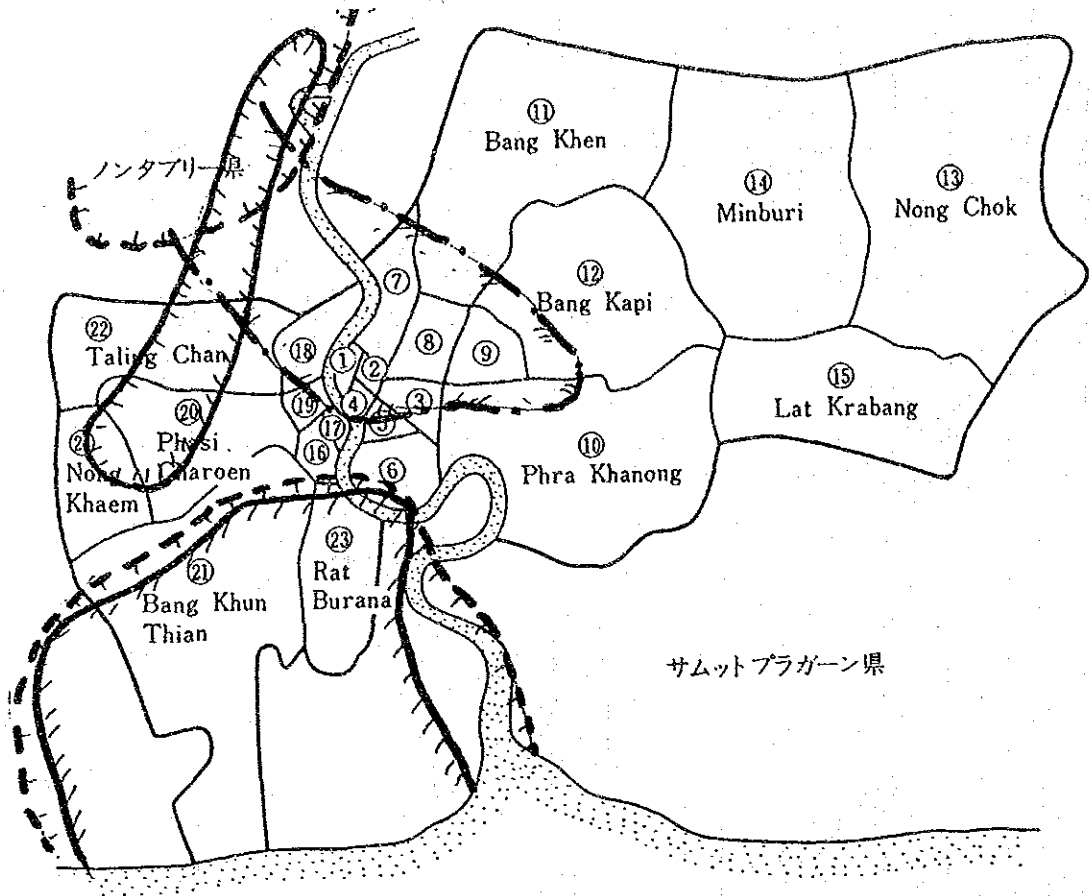 ⑪
Bang Khen
ノンタブリー県
⑭
Minburi
⑬
Nong Chok
⑦
⑫
Bang Kapi
㉒
Taling Chan
⑱
①
②
⑧
⑨
⑮
Lat Krabang
⑳
Phasi
Charoen
⑲
④
③
⑤
⑰
⑯
Nong
Khaem
⑥
⑩
Phra Khanong
㉓
Rat
Burana
㉑
Bang Khun
Thian
サムットプラガーン県